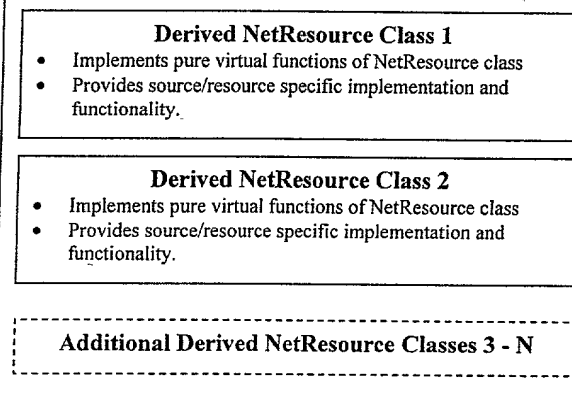 Derived NetResource Class 1
• Implements pure virtual functions of NetResource class
• Provides source/resource specific implementation and
functionality.
Derived NetResource Class 2
• Implements pure virtual functions of NetResource class
• Provides source/resource specific implementation and
functionality.
Additional Derived NetResource Classes 3 - N